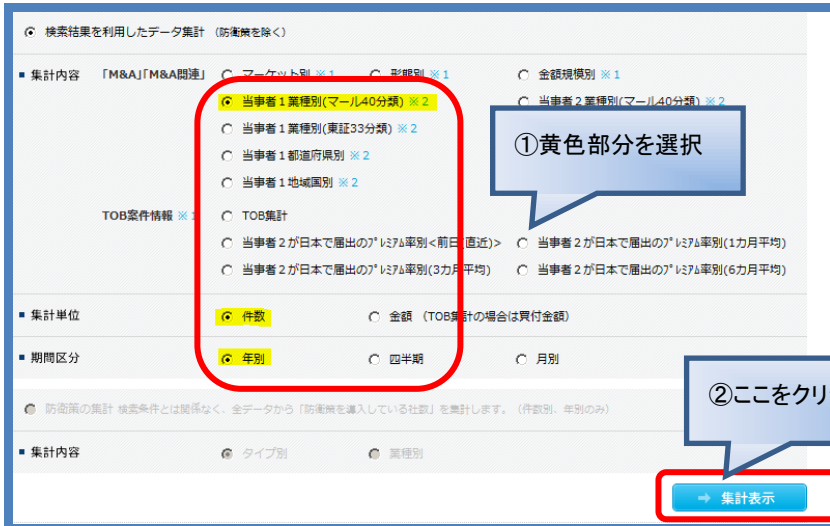 検索結果を利用したデータ集計 (防衛策を除く)
集計内容 「M&A」「M&A関連」 マーケット別 ※1 形態別 ※1 金額規模別 ※1
当事者1業種別(マール40分類) ※2 当事者2業種別(マール40分類) ※2
当事者1業種別(東証33分類) ※2
当事者1都道府県別 ※2
当事者1地域国別 ※2
①黄色部分を選択
TOB案件情報 ※ TOB集計
当事者2が日本で届出のプレミアム率別<前日(直近)> 当事者2が日本で届出のプレミアム率別(1カ月平均)
当事者2が日本で届出のプレミアム率別(3カ月平均) 当事者2が日本で届出のプレミアム率別(6カ月平均)
集計単位 件数 金額 (TOB集計の場合は買付金額)
期間区分 年別 四半期 月別
②ここをクリ
防衛策の集計 検索条件とは関係なく、全データから「防衛策を導入している社数」を集計します。(件数別、年別のみ)
集計内容 タイプ別 業種別
→ 集計表示